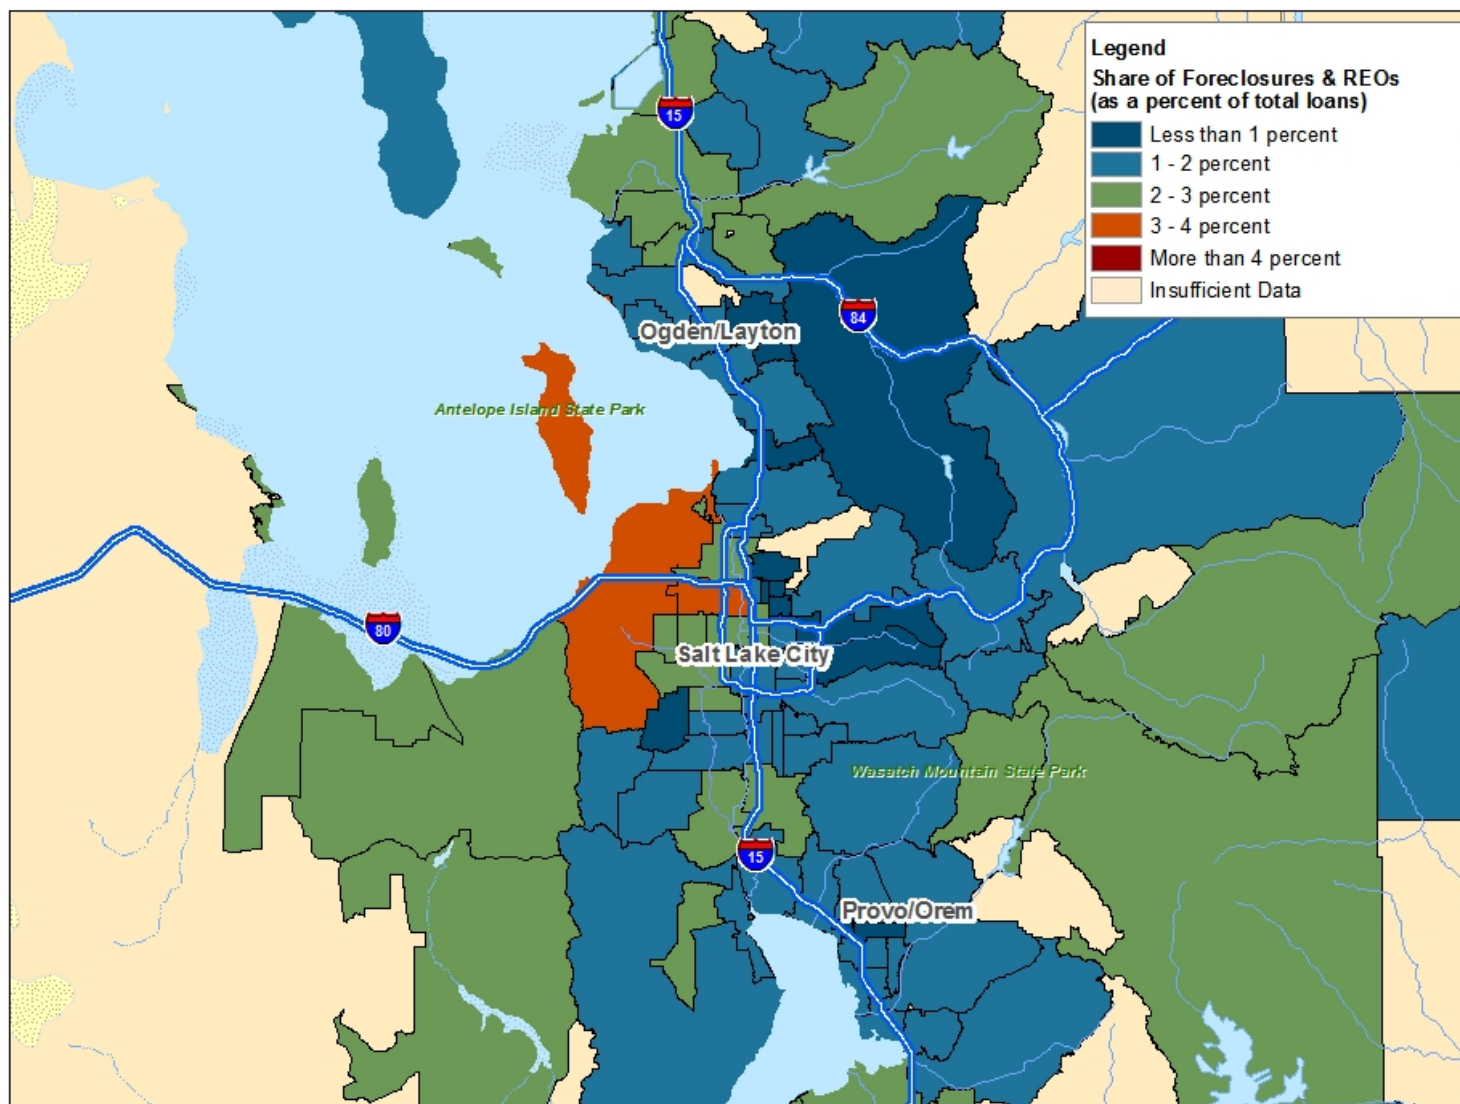 Legend
Share of Foreclosures & REOs
(as a percent of total loans)
Less than 1 percent
1 - 2 percent
2 - 3 percent
3 - 4 percent
More than 4 percent
Insufficient Data
15
84
Ogden/Layton
Antelope Island State Park
80
Salt Lake City
Wasatch Mountain State Park
15
Provo/Orem